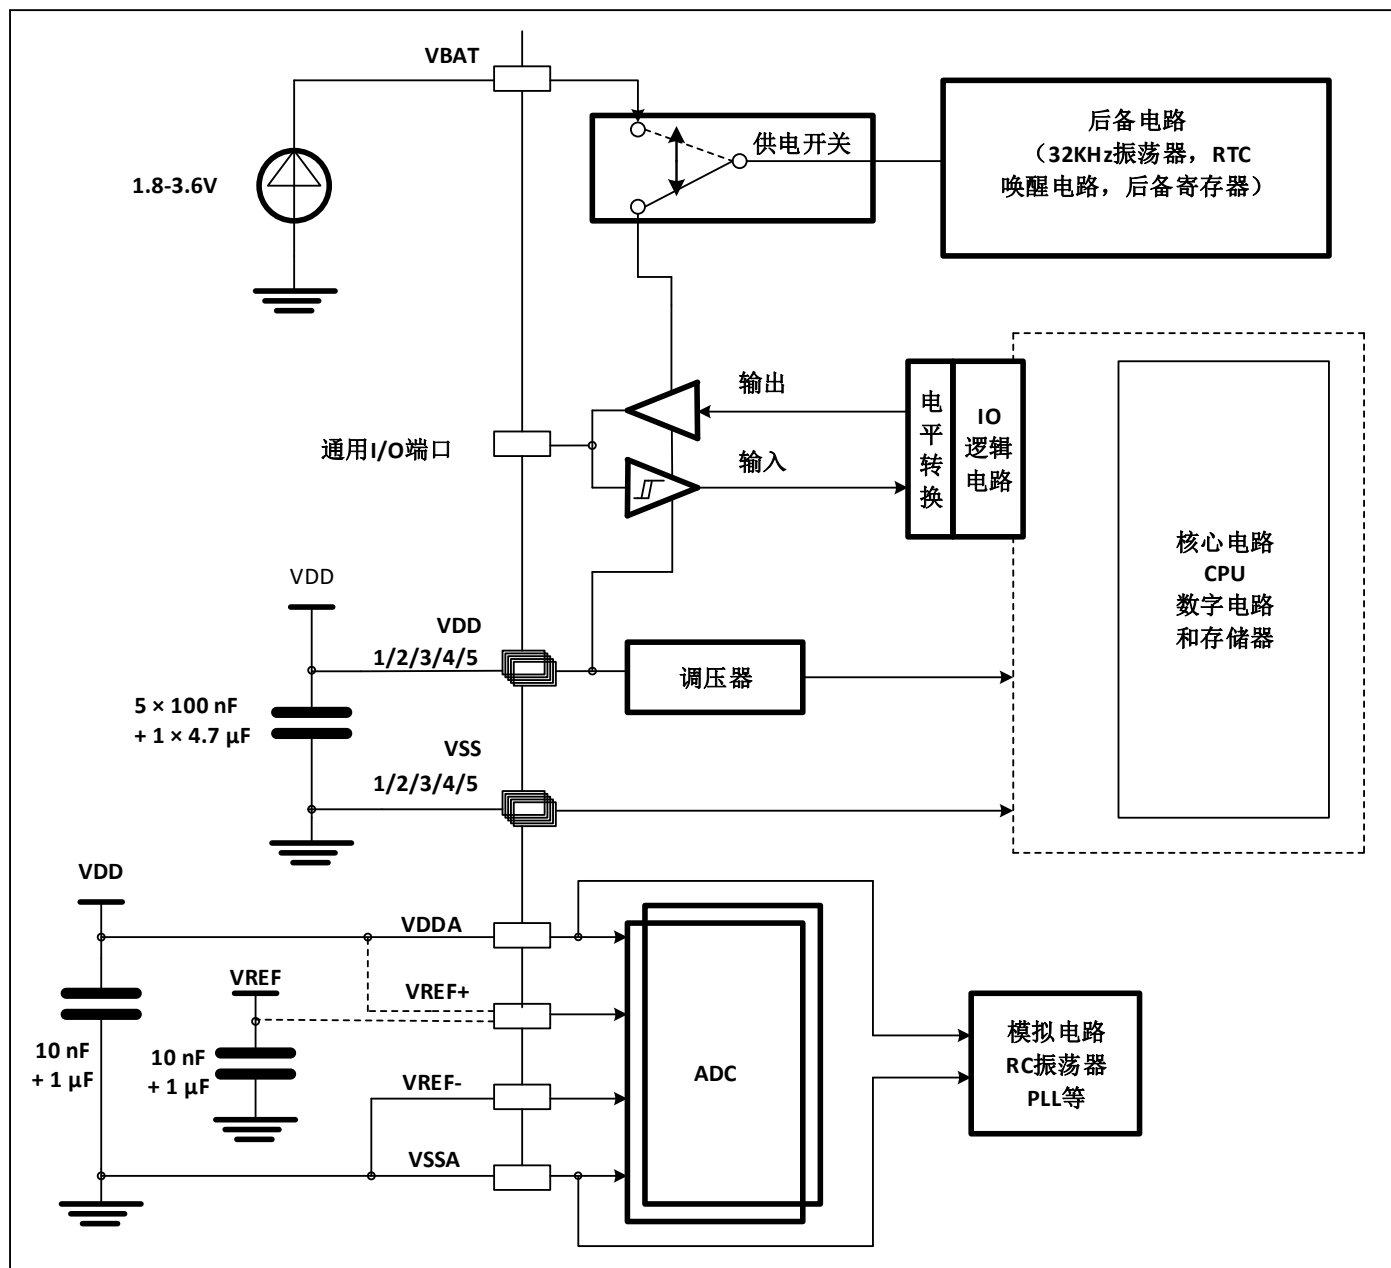 VBAT
1.8-3.6V
供电开关
后备电路
（32KHz振荡器，RTC
唤醒电路，后备寄存器）
通用I/O端口
输出
输入
电
平
转
换
IO
逻辑
电路
核心电路
CPU
数字电路
和存储器
VDD
VDD
1/2/3/4/5
调压器
5 × 100 nF
+ 1 × 4.7 μF
VSS
1/2/3/4/5
VDD
VDDA
VREF
VREF+
10 nF
+ 1 μF
10 nF
+ 1 μF
VREF-
VSSA
ADC
模拟电路
RC振荡器
PLL等